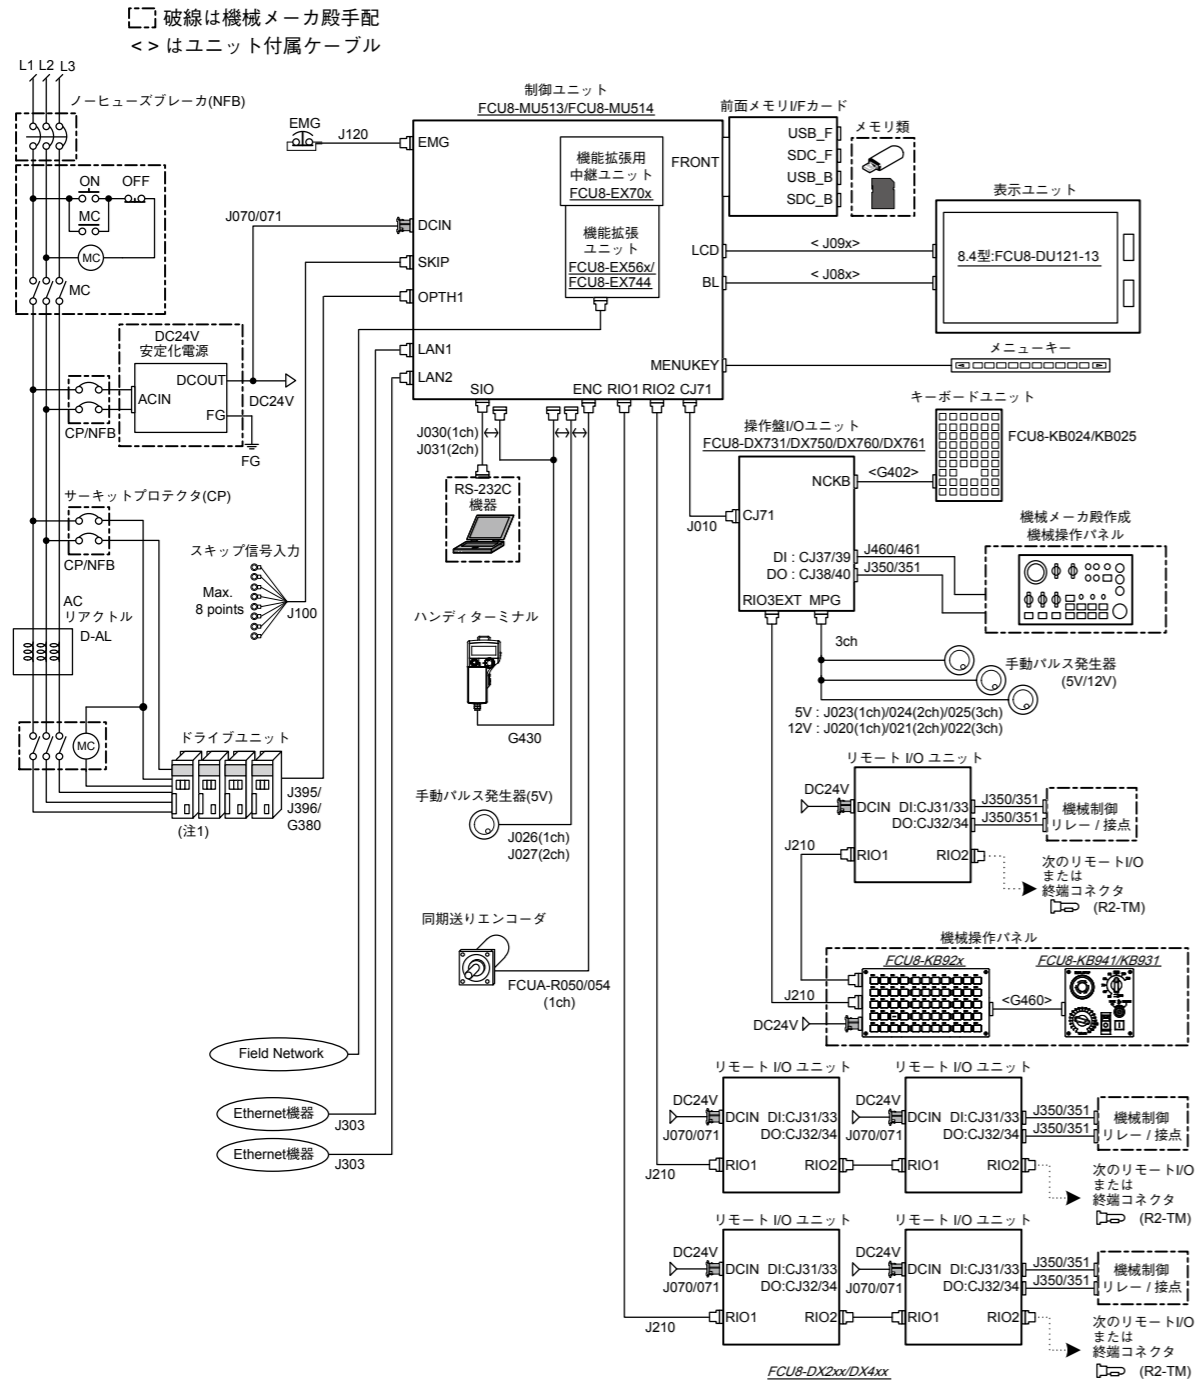 破線は機械メーカ殿手配
< > はユニット付属ケーブル
L1 L2 L3
ノーヒューズブレーカ(NFB)
ON OFF
MC
MC
MC
DC24V
安定化電源
DCOUT
ACIN
FG
DC24V
CP/NFB
FG
サーキットプロテクタ(CP)
CP/NFB
AC
リアクトル
D-AL
MC
ドライブユニット
(注1)
J395/
J396/
G380
スキップ信号入力
Max.
8 points
J100
EMG
J120
J070/071
制御ユニット
FCU8-MU513/FCU8-MU514
EMG
DCIN
SKIP
OPTH1
LAN1
LAN2
SIO
ENC RIO1 RIO2 CJ71
FRONT
LCD
BL
MENUKEY
機能拡張用
中継ユニット
FCU8-EX70x
機能拡張
ユニット
FCU8-EX56x/
FCU8-EX744
前面メモリI/Fカード
USB_F
SDC_F
USB_B
SDC_B
メモリ類
表示ユニット
< J09x>
< J08x>
8.4型:FCU8-DU121-13
メニューキー
キーボードユニット
FCU8-KB024/KB025
操作盤I/Oユニット
FCU8-DX731/DX750/DX760/DX761
NCKB
<G402>
CJ71
J010
DI : CJ37/39
DO : CJ38/40
J460/461
J350/351
RIO3EXT MPG
機械メーカ殿作成
機械操作パネル
3ch
手動パルス発生器
(5V/12V)
5V : J023(1ch)/024(2ch)/025(3ch)
12V : J020(1ch)/021(2ch)/022(3ch)
J030(1ch)
J031(2ch)
RS-232C
機器
ハンディターミナル
G430
手動パルス発生器(5V)
J026(1ch)
J027(2ch)
同期送りエンコーダ
FCUA-R050/054
(1ch)
Field Network
Ethernet機器
J303
Ethernet機器
J303
リモート I/O ユニット
DC24V
DCIN DI:CJ31/33
DO:CJ32/34
J350/351
J350/351
機械制御
リレー / 接点
J210
RIO1 RIO2
次のリモートI/O
または
終端コネクタ
(R2-TM)
機械操作パネル
FCU8-KB92x
FCU8-KB941/KB931
J210
<G460>
DC24V
リモート I/O ユニット
リモート I/O ユニット
DC24V
DCIN DI:CJ31/33
J070/071
DO:CJ32/34
DC24V
DCIN DI:CJ31/33
J070/071
DO:CJ32/34
J350/351
J350/351
機械制御
リレー / 接点
J210
RIO1 RIO2
RIO1 RIO2
次のリモートI/O
または
終端コネクタ
(R2-TM)
リモート I/O ユニット
リモート I/O ユニット
DC24V
DCIN DI:CJ31/33
J070/071
DO:CJ32/34
DC24V
DCIN DI:CJ31/33
J070/071
DO:CJ32/34
J350/351
J350/351
機械制御
リレー / 接点
J210
RIO1 RIO2
RIO1 RIO2
次のリモートI/O
または
終端コネクタ
(R2-TM)
FCU8-DX2xx/DX4xx